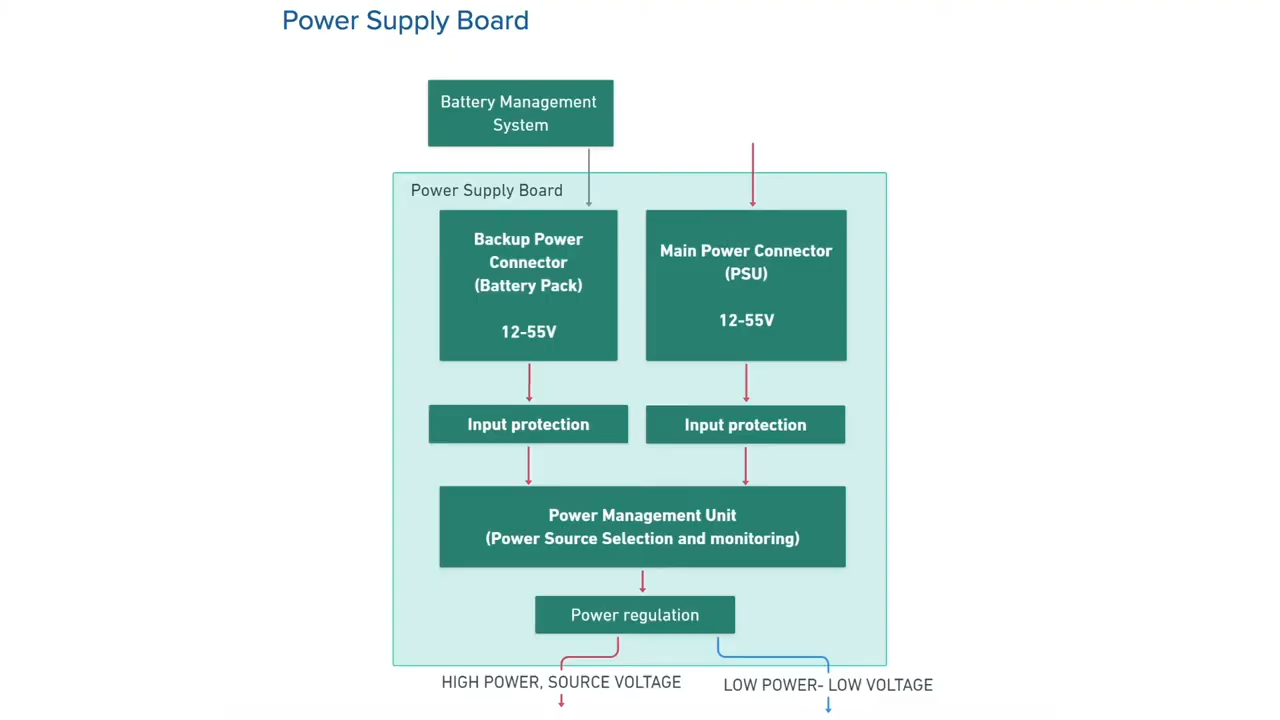 Power Supply Board
Battery Management
System
Power Supply Board
Backup Power
Connector
(Battery Pack)
12-55V
Main Power Connector
(PSU)
12-55V
Input protection
Input protection
Power Management Unit
(Power Source Selection and monitoring)
Power regulation
HIGH POWER, SOURCE VOLTAGE
LOW POWER- LOW VOLTAGE